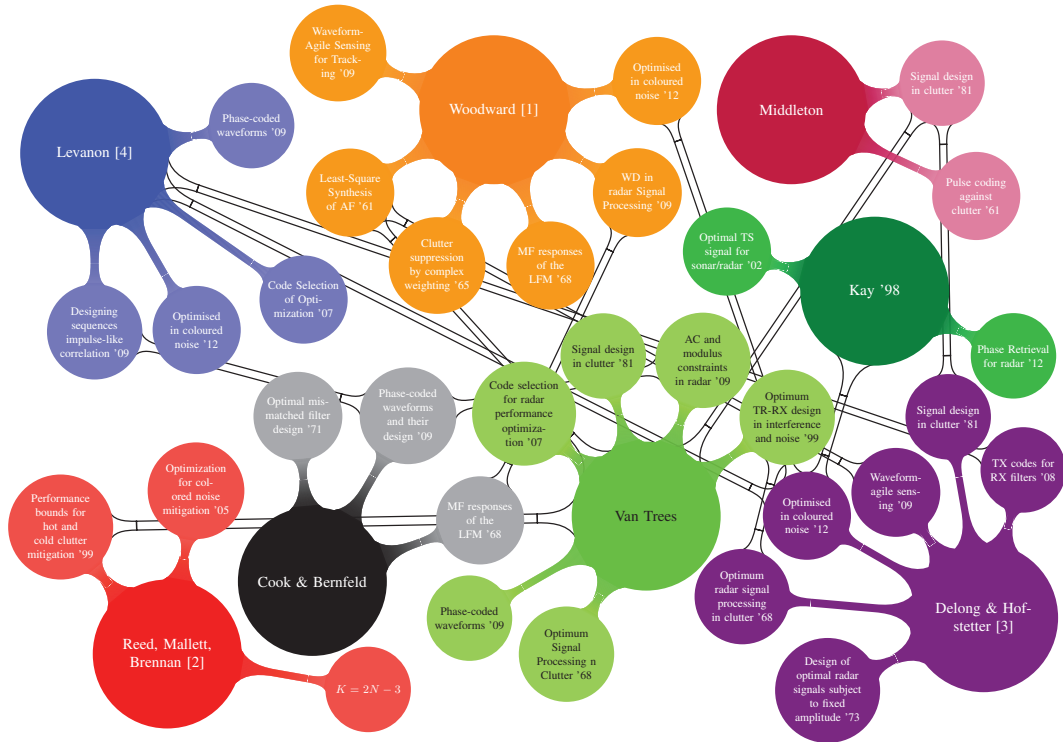 Waveform-
Agile Sensing
for Track-
ing '09
Woodward [1]
Optimised
in coloured
noise '12
Middleton
Signal design
in clutter '81
Levanon [4]
Phase-coded
waveforms '09
Least-Square
Synthesis
of AF '61
WD in
radar Signal
Processing '09
Pulse coding
against
clutter '61
Clutter
suppression
by complex
weighting '65
MF responses
of the
LFM '68
Optimal TS
signal for
sonar/radar '02
Kay '98
Designing
sequences
impulse-like
correlation '09
Optimised
in coloured
noise '12
Code Selection
of Opti-
mization '07
Signal design
in clutter '81
AC and
modulus
constraints
in radar '09
Phase Retrieval
for radar '12
Optimal mis-
matched filter
design '71
Phase-coded
waveforms
and their
design '09
Code selection
for radar
performance
optimiza-
tion '07
Optimum
TR-RX design
in interference
and noise '99
Signal design
in clutter '81
TX codes for
RX filters '08
Optimization
for col-
ored noise
mitigation '05
Performance
bounds for
hot and
cold clutter
mitigation '99
MF responses
of the
LFM '68
Van Trees
Optimised
in coloured
noise '12
Waveform-
agile sens-
ing '09
Cook & Bernfeld
Optimum
radar signal
processing
in clutter '68
Delong & Hof-
stetter [3]
Reed, Mallett,
Brennan [2]
Phase-coded
waveforms '09
Optimum
Signal
Processing n
Clutter '68
K = 2N − 3
Design of
optimal radar
signals subject
to fixed
amplitude '73